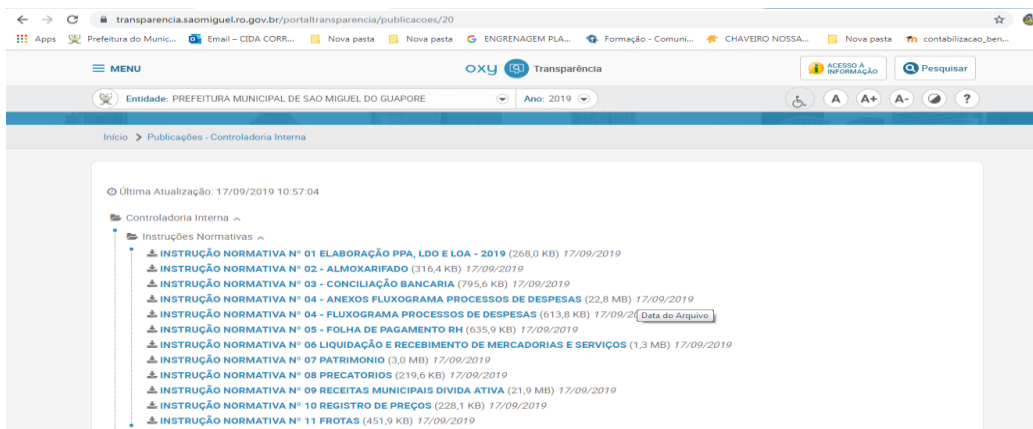 transparencia.saomiguel.ro.gov.br/portaltransparencia/publicacoes/20
Apps Prefeitura do Munic... Email – CIDA CORR... Nova pasta Nova pasta ENGRENAGEM PLA... Formação - Comuni... CHAVEIRO NOSSA... Nova pasta contabilizacao_ben...
MENU oxy Transparência ACESSO À INFORMAÇÃO Pesquisar
Entidade: PREFEITURA MUNICIPAL DE SAO MIGUEL DO GUAPORE Ano: 2019 A A+ A- ?
Início > Publicações - Controladoria Interna
Última Atualização: 17/09/2019 10:57:04
Controladoria Interna
Instruções Normativas
INSTRUÇÃO NORMATIVA Nº 01 ELABORAÇÃO PPA, LDO E LOA - 2019 (268,0 KB) 17/09/2019
INSTRUÇÃO NORMATIVA Nº 02 - ALMOXARIFADO (316,4 KB) 17/09/2019
INSTRUÇÃO NORMATIVA Nº 03 - CONCILIAÇÃO BANCARIA (795,6 KB) 17/09/2019
INSTRUÇÃO NORMATIVA Nº 04 - ANEXOS FLUXOGRAMA PROCESSOS DE DESPESAS (22,8 MB) 17/09/2019
INSTRUÇÃO NORMATIVA Nº 04 - FLUXOGRAMA PROCESSOS DE DESPESAS (613,8 KB) 17/09/20 Data do Arquivo
INSTRUÇÃO NORMATIVA Nº 05 - FOLHA DE PAGAMENTO RH (635,9 KB) 17/09/2019
INSTRUÇÃO NORMATIVA Nº 06 LIQUIDAÇÃO E RECEBIMENTO DE MERCADORIAS E SERVIÇOS (1,3 MB) 17/09/2019
INSTRUÇÃO NORMATIVA Nº 07 PATRIMONIO (3,0 MB) 17/09/2019
INSTRUÇÃO NORMATIVA Nº 08 PRECATORIOS (219,6 KB) 17/09/2019
INSTRUÇÃO NORMATIVA Nº 09 RECEITAS MUNICIPAIS DIVIDA ATIVA (21,9 MB) 17/09/2019
INSTRUÇÃO NORMATIVA Nº 10 REGISTRO DE PREÇOS (228,1 KB) 17/09/2019
INSTRUÇÃO NORMATIVA Nº 11 FROTAS (451,9 KB) 17/09/2019